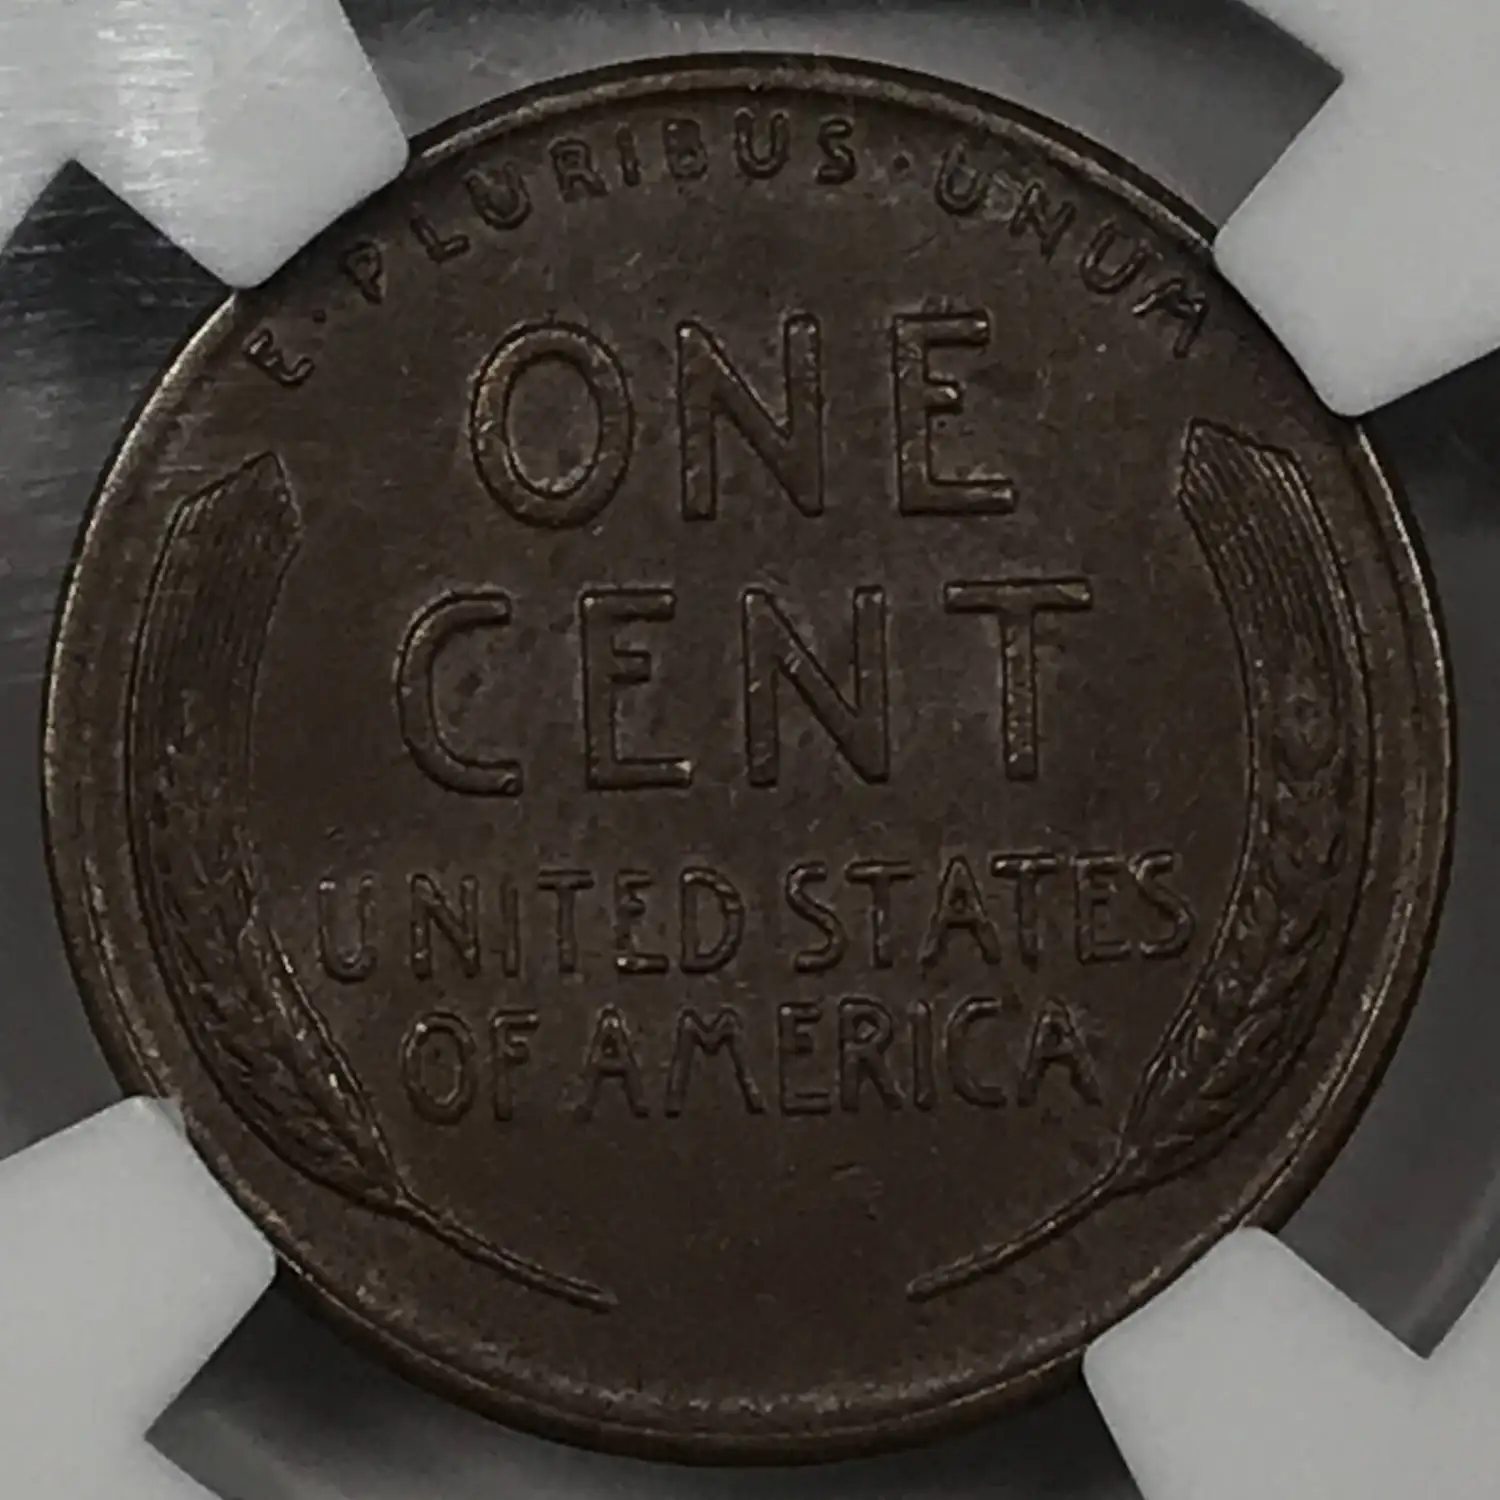 E·PLURIBUS·UNUM
ONE
CENT
UNITED STATES
OF AMERICA